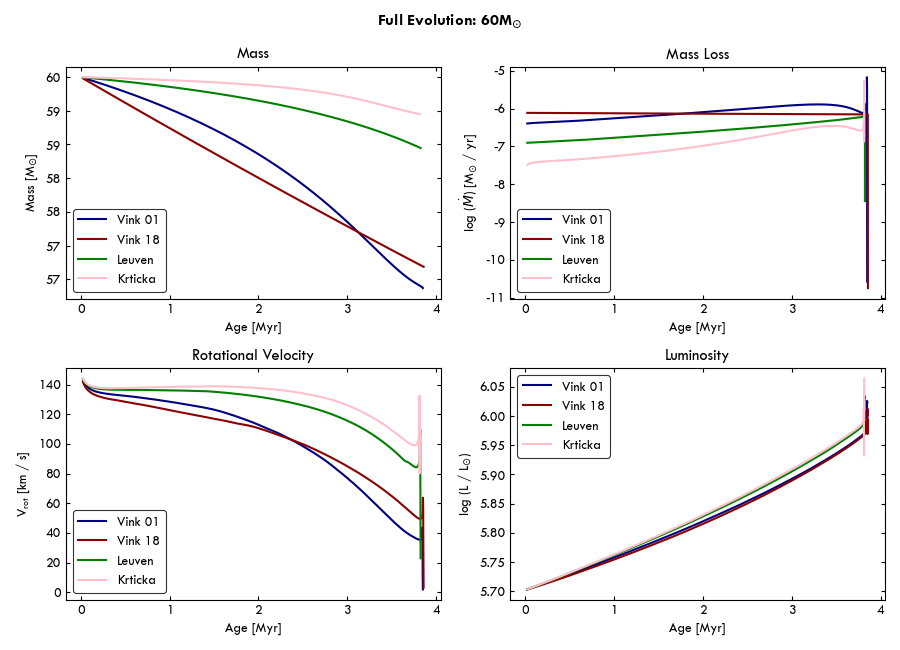 Full Evolution: 60M☉
Mass
Mass [M☉]
60
59
59
58
58
57
57
Vink 01
Vink 18
Leuven
Krticka
0 1 2 3 4
Age [Myr]
Mass Loss
log (Ṁ) [M☉ / yr]
-5
-6
-7
-8
-9
-10
-11
Vink 01
Vink 18
Leuven
Krticka
0 1 2 3 4
Age [Myr]
Rotational Velocity
Vrot [km / s]
140
120
100
80
60
40
20
0
Vink 01
Vink 18
Leuven
Krticka
0 1 2 3 4
Age [Myr]
Luminosity
log (L / L☉)
6.05
6.00
5.95
5.90
5.85
5.80
5.75
5.70
Vink 01
Vink 18
Leuven
Krticka
0 1 2 3 4
Age [Myr]